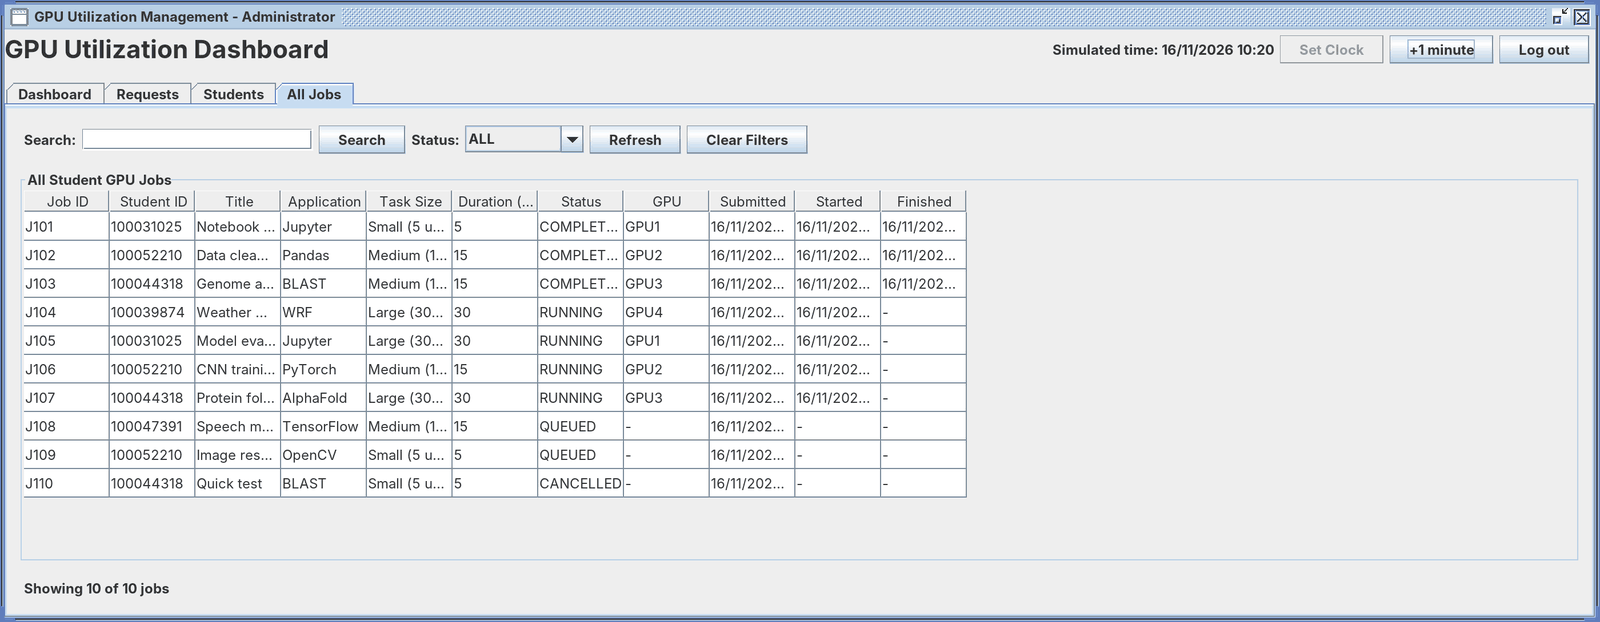 GPU Utilization Management - Administrator
GPU Utilization Dashboard
Simulated time: 16/11/2026 10:20 Set Clock +1 minute Log out
Dashboard Requests Students All Jobs
Search: Search Status: ALL Refresh Clear Filters
All Student GPU Jobs
Job ID Student ID Title Application Task Size Duration (... Status GPU Submitted Started Finished
J101 100031025 Notebook ... Jupyter Small (5 u... 5 COMPLET... GPU1 16/11/202... 16/11/202... 16/11/202...
J102 100052210 Data clea... Pandas Medium (1... 15 COMPLET... GPU2 16/11/202... 16/11/202... 16/11/202...
J103 100044318 Genome a... BLAST Medium (1... 15 COMPLET... GPU3 16/11/202... 16/11/202... 16/11/202...
J104 100039874 Weather ... WRF Large (30... 30 RUNNING GPU4 16/11/202... 16/11/202... -
J105 100031025 Model eva... Jupyter Large (30... 30 RUNNING GPU1 16/11/202... 16/11/202... -
J106 100052210 CNN traini... PyTorch Medium (1... 15 RUNNING GPU2 16/11/202... 16/11/202... -
J107 100044318 Protein fol... AlphaFold Large (30... 30 RUNNING GPU3 16/11/202... 16/11/202... -
J108 100047391 Speech m... TensorFlow Medium (1... 15 QUEUED - 16/11/202... - -
J109 100052210 Image res... OpenCV Small (5 u... 5 QUEUED - 16/11/202... - -
J110 100044318 Quick test BLAST Small (5 u... 5 CANCELLED - 16/11/202... - -
Showing 10 of 10 jobs